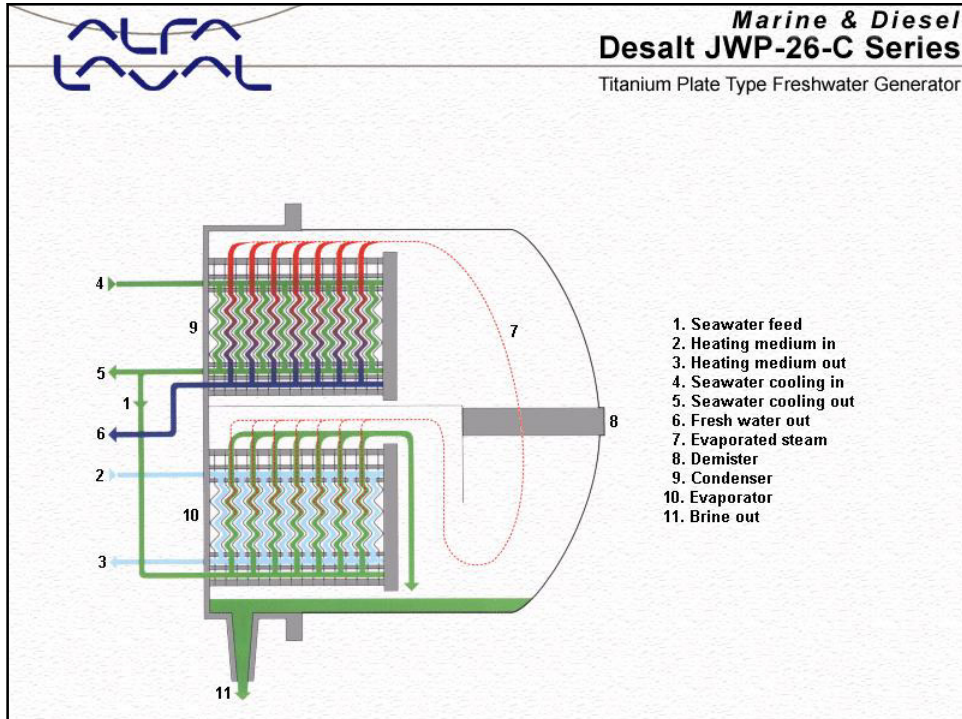 ALFA
LAVAL
Marine & Diesel
Desalt JWP-26-C Series
Titanium Plate Type Freshwater Generator
4
9
7
5
1
6
8
2
10
3
11
1. Seawater feed
2. Heating medium in
3. Heating medium out
4. Seawater cooling in
5. Seawater cooling out
6. Fresh water out
7. Evaporated steam
8. Demister
9. Condenser
10. Evaporator
11. Brine out